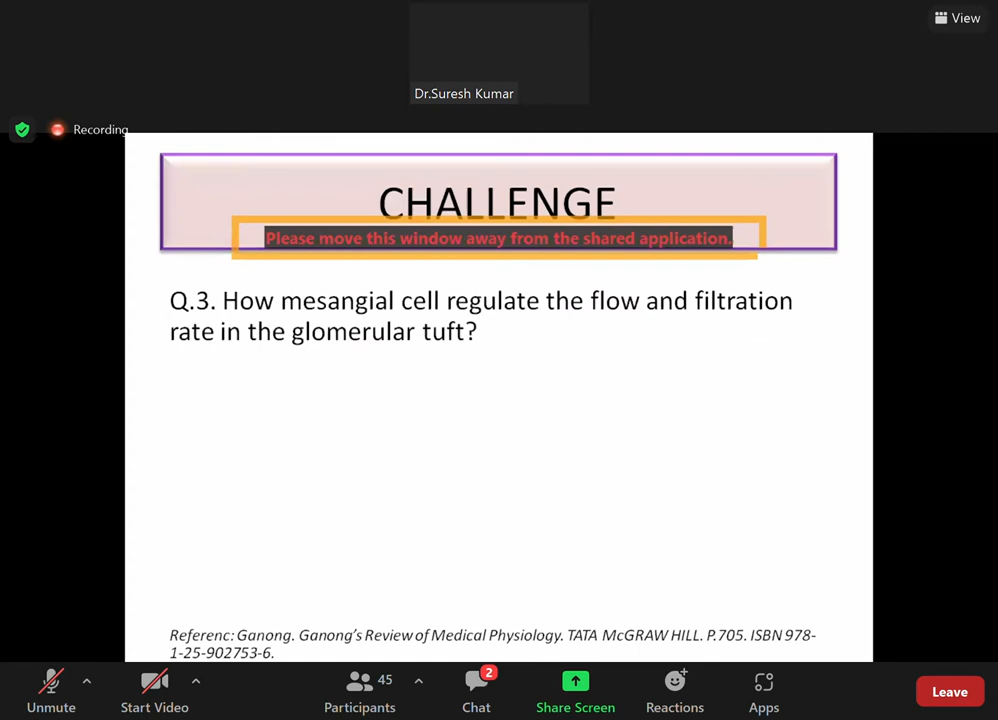 View
Dr.Suresh Kumar
Recording
CHALLENGE
Please move this window away from the shared application.
Q.3. How mesangial cell regulate the flow and filtration
rate in the glomerular tuft?
Referenc: Ganong. Ganong's Review of Medical Physiology. TATA McGRAW HILL. P.705. ISBN 978-
1-25-902753-6.
45
2
Unmute
Start Video
Participants
Chat
Share Screen
Reactions
Apps
Leave